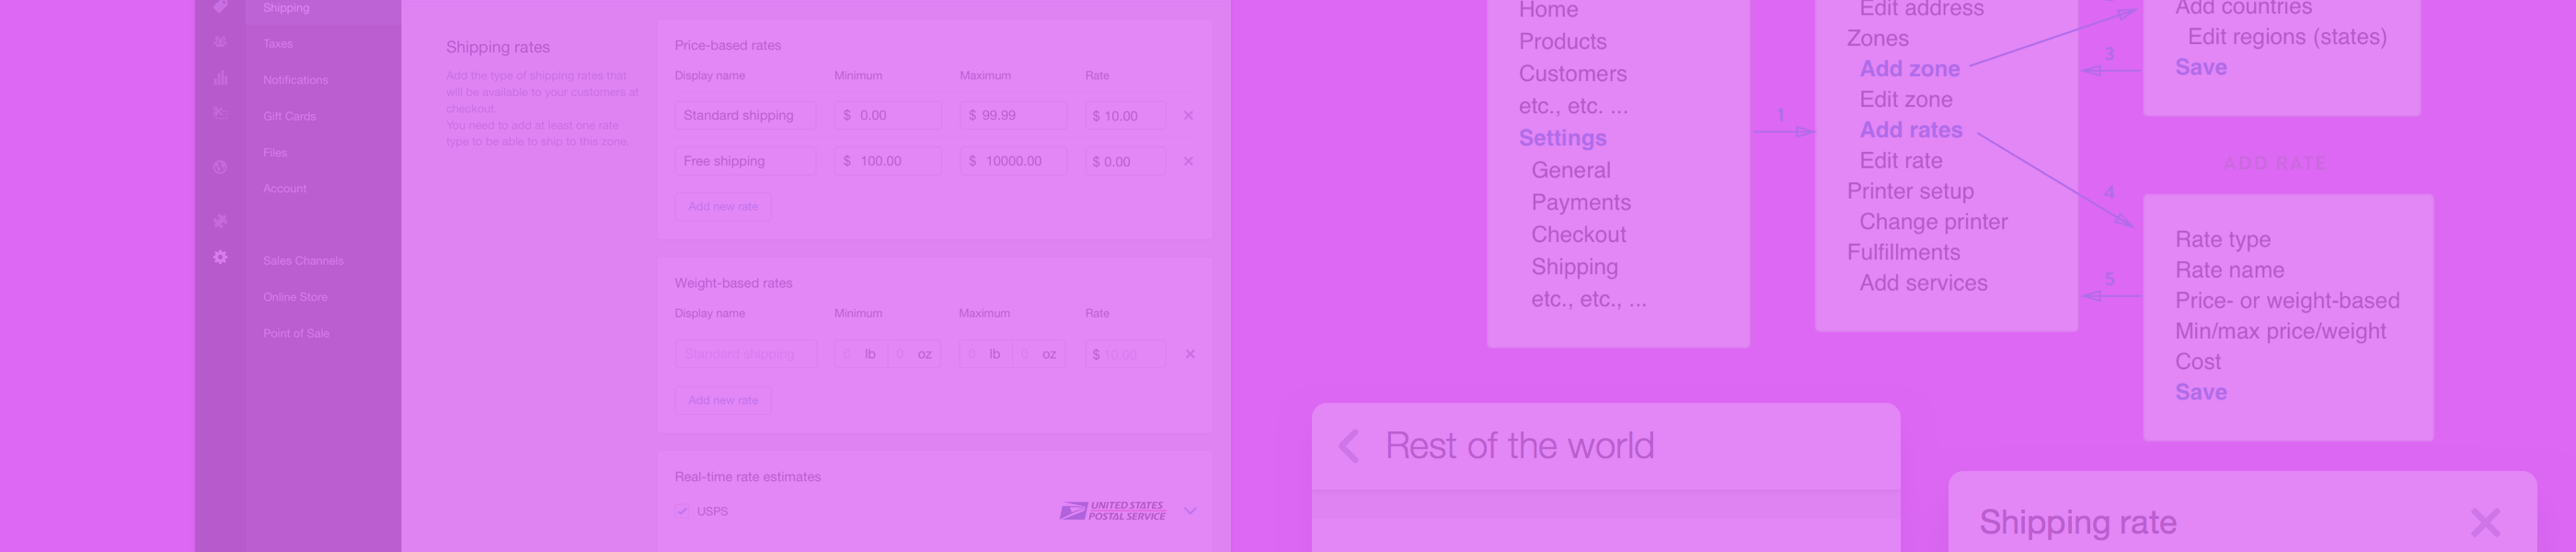 Shipping
Taxes
Notifications
Gift Cards
Files
Account
Sales Channels
Online Store
Point of Sale
Shipping rates
Add the type of shipping rates that
will be available to your customers at
checkout.
You need to add at least one rate
type to be able to ship to this zone.
Price-based rates
Display name Minimum Maximum Rate
Standard shipping $ 0.00 $ 99.99 $ 10.00
Free shipping $ 100.00 $ 10000.00 $ 0.00
Add new rate
Weight-based rates
Display name Minimum Maximum Rate
Standard shipping 0 lb 0 oz 0 lb 0 oz $ 10.00
Add new rate
Real-time rate estimates
USPS
UNITED STATES
POSTAL SERVICE
Home
Products
Customers
etc., etc. ...
Settings
General
Payments
Checkout
Shipping
etc., etc., ...
1
Edit address
Zones
Add zone
Edit zone
Add rates
Edit rate
Printer setup
Change printer
Fulfillments
Add services
3
4
5
Add countries
Edit regions (states)
Save
ADD RATE
Rate type
Rate name
Price- or weight-based
Min/max price/weight
Cost
Save
Rest of the world
Shipping rate